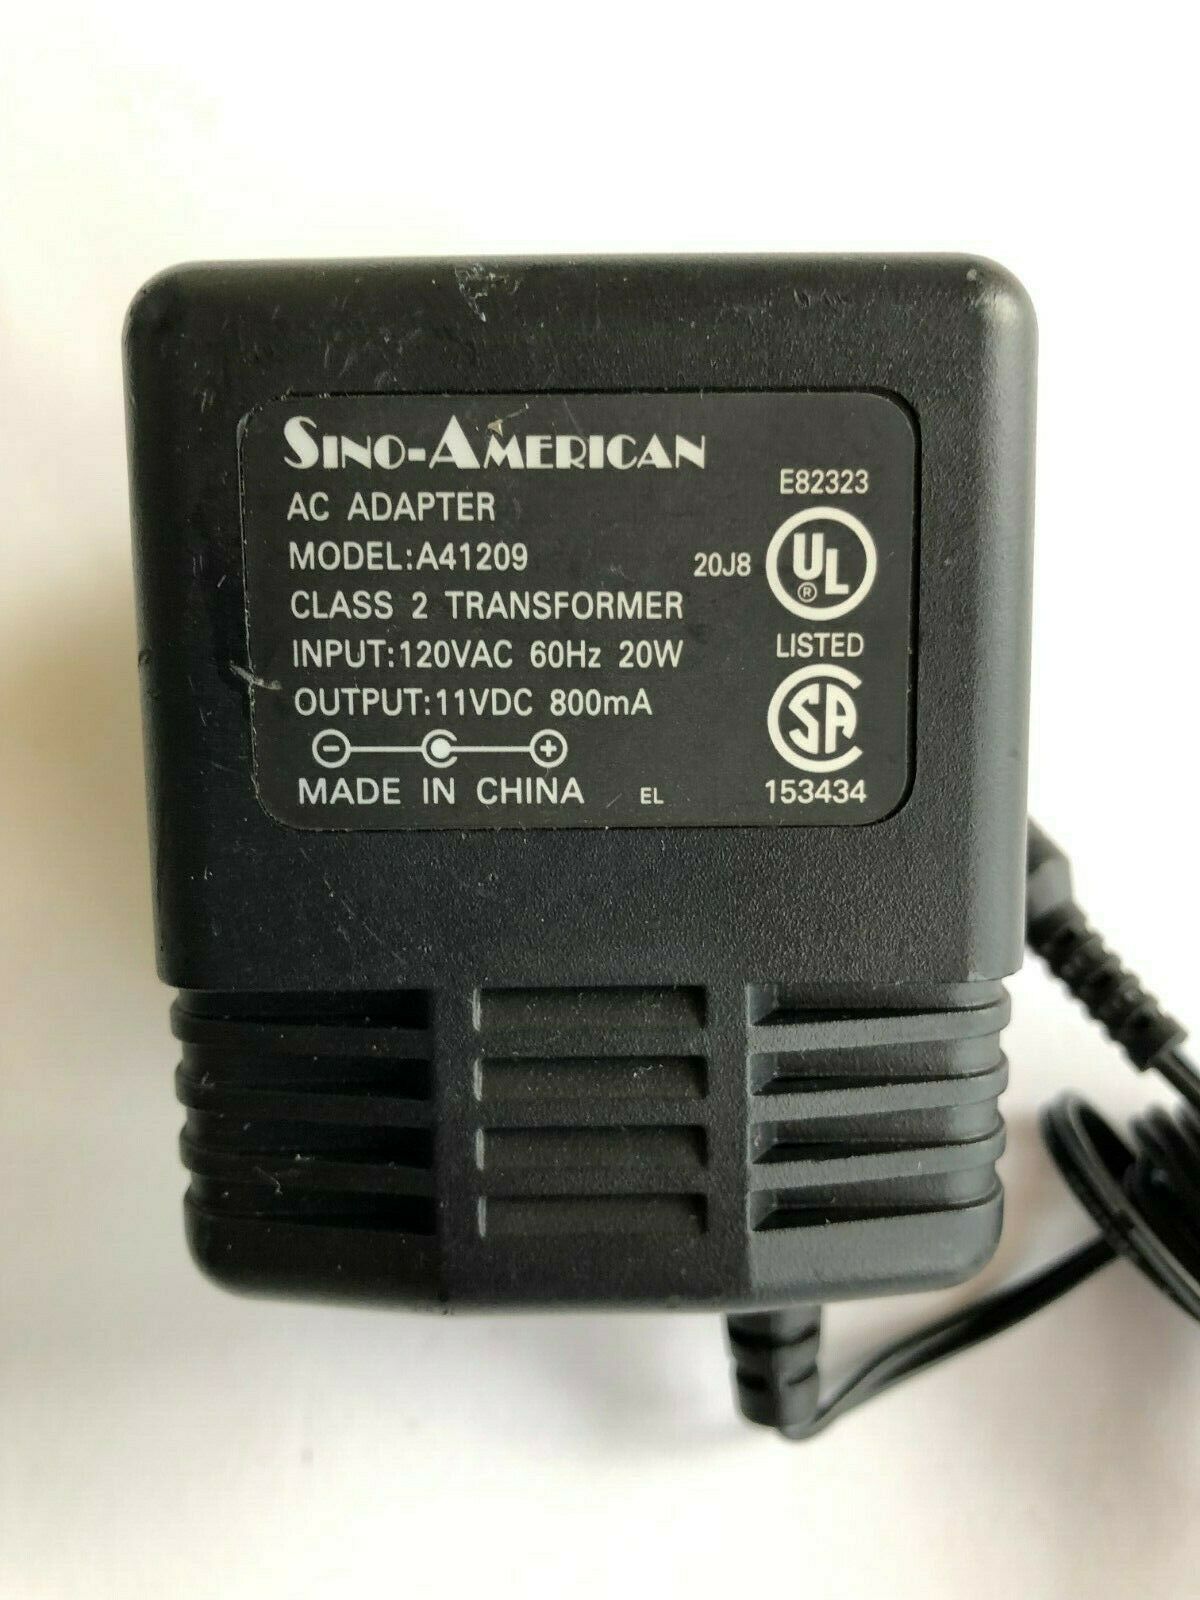 SINO-AMERICAN
AC ADAPTER
MODEL:A41209
CLASS 2 TRANSFORMER
INPUT:120VAC 60Hz 20W
OUTPUT:11VDC 800mA
- +
MADE IN CHINA EL
E82323
20J8 UL ®
LISTED
SA
153434